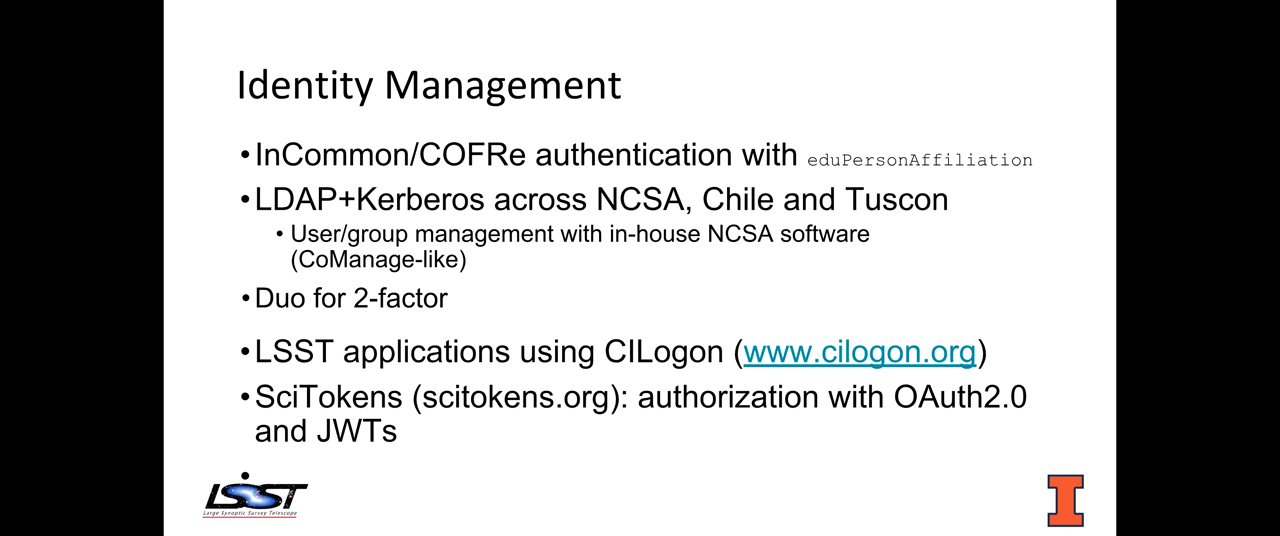 Identity Management
•InCommon/COFRe authentication with eduPersonAffiliation
•LDAP+Kerberos across NCSA, Chile and Tuscon
• User/group management with in-house NCSA software
(CoManage-like)
•Duo for 2-factor
•LSST applications using CILogon (www.cilogon.org)
•SciTokens (scitokens.org): authorization with OAuth2.0
and JWTs
LSST
Large Synoptic Survey Telescope
I